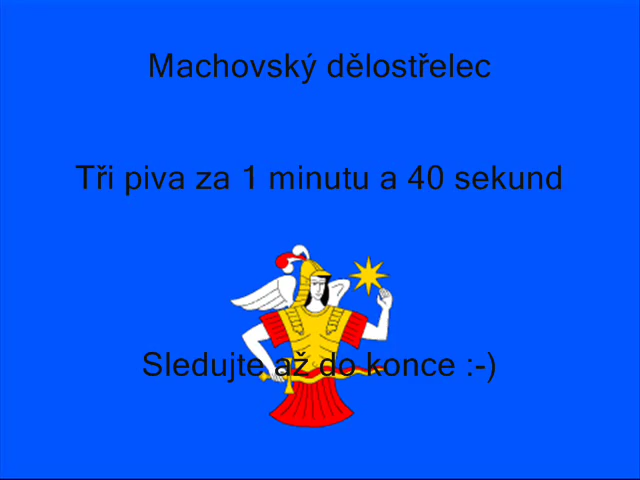 Machovský dělostřelec
Tři piva za 1 minutu a 40 sekund
Sledujte až do konce :-)